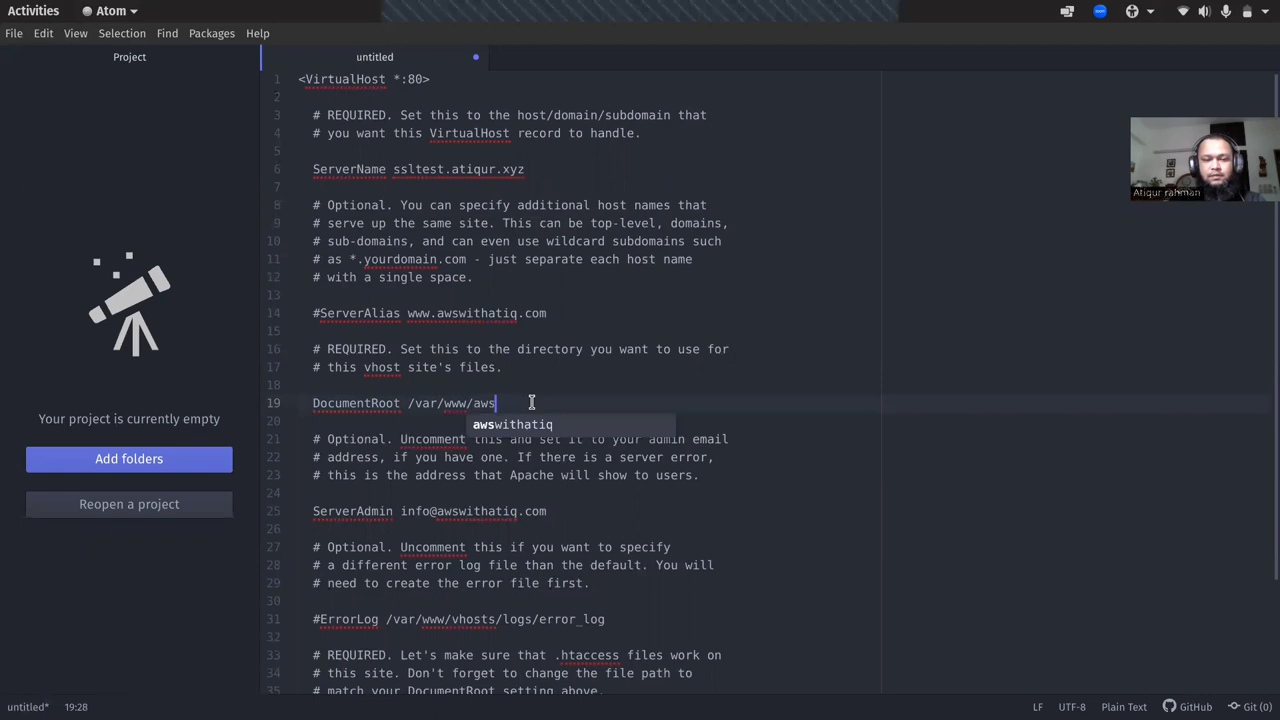 Activities
Atom
File Edit View Selection Find Packages Help
Project
untitled
1 <VirtualHost *:80>
2
3 # REQUIRED. Set this to the host/domain/subdomain that
4 # you want this VirtualHost record to handle.
5
6 ServerName ssltest.atiqur.xyz
7
8 # Optional. You can specify additional host names that
9 # serve up the same site. This can be top-level, domains,
10 # sub-domains, and can even use wildcard subdomains such
11 # as *.yourdomain.com - just separate each host name
12 # with a single space.
13
14 #ServerAlias www.awswithatiq.com
15
16 # REQUIRED. Set this to the directory you want to use for
17 # this vhost site's files.
18
19 DocumentRoot /var/www/aws
awswithatiq
20
21 # Optional. Uncomment this and set it to your admin email
22 # address, if you have one. If there is a server error,
23 # this is the address that Apache will show to users.
24
25 ServerAdmin info@awswithatiq.com
26
27 # Optional. Uncomment this if you want to specify
28 # a different error log file than the default. You will
29 # need to create the error file first.
30
31 #ErrorLog /var/www/vhosts/logs/error_log
32
33 # REQUIRED. Let's make sure that .htaccess files work on
34 # this site. Don't forget to change the file path to
35 # match your DocumentRoot setting above.
Your project is currently empty
Add folders
Reopen a project
Atiqur rahman
untitled* 19:28
LF UTF-8 Plain Text GitHub Git (0)